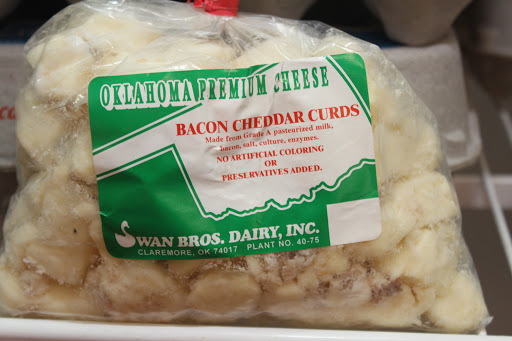 OKLAHOMA PREMIUM CHEESE
BACON CHEDDAR CURDS
Made from Grade A pasteurized milk,
bacon, salt, culture, enzymes.
NO ARTIFICIAL COLORING
OR
PRESERVATIVES ADDED.
SWAN BROS. DAIRY, INC.
CLAREMORE, OK 74017 PLANT NO. 40-75